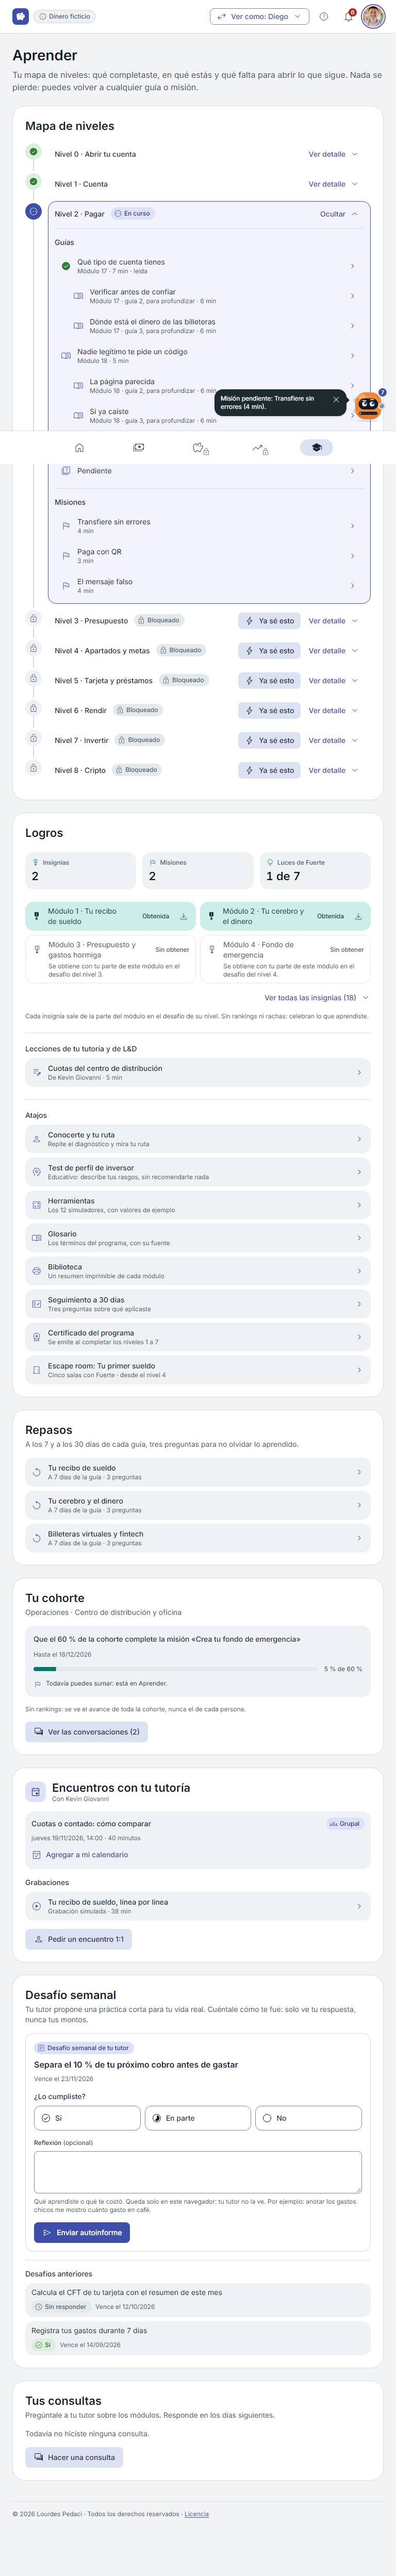 Dinero ficticio
Ver como: Diego
6
Aprender
Tu mapa de niveles: qué completaste, en qué estás y qué falta para abrir lo que sigue. Nada se
pierde: puedes volver a cualquier guía o misión.
Mapa de niveles
Nivel 0 · Abrir tu cuenta
Ver detalle
Nivel 1 · Cuenta
Ver detalle
Nivel 2 · Pagar
En curso
Ocultar
Guías
Qué tipo de cuenta tienes
Módulo 17 · 7 min · leída
Verificar antes de confiar
Módulo 17 · guía 2, para profundizar · 6 min
Dónde está el dinero de las billeteras
Módulo 17 · guía 3, para profundizar · 6 min
Nadie legítimo te pide un código
Módulo 18 · 5 min
La página parecida
Módulo 18 · guía 2, para profundizar · 6 min
Si ya caíste
Módulo 18 · guía 3, para profundizar · 6 min
Misión pendiente: Transfiere sin
errores (4 min).
7
Pendiente
Misiones
Transfiere sin errores
4 min
Paga con QR
3 min
El mensaje falso
4 min
Nivel 3 · Presupuesto
Bloqueado
Ya sé esto
Ver detalle
Nivel 4 · Apartados y metas
Bloqueado
Ya sé esto
Ver detalle
Nivel 5 · Tarjeta y préstamos
Bloqueado
Ya sé esto
Ver detalle
Nivel 6 · Rendir
Bloqueado
Ya sé esto
Ver detalle
Nivel 7 · Invertir
Bloqueado
Ya sé esto
Ver detalle
Nivel 8 · Cripto
Bloqueado
Ya sé esto
Ver detalle
Logros
Insignias
2
Misiones
2
Luces de Fuerte
1 de 7
Módulo 1 · Tu recibo
de sueldo
Obtenida
Módulo 2 · Tu cerebro y
el dinero
Obtenida
Módulo 3 · Presupuesto y
gastos hormiga
Sin obtener
Se obtiene con tu parte de este módulo en el
desafío del nivel 3.
Módulo 4 · Fondo de
emergencia
Sin obtener
Se obtiene con tu parte de este módulo en el
desafío del nivel 4.
Ver todas las insignias (18)
Cada insignia sale de la parte del módulo en el desafío de su nivel. Sin rankings ni rachas: celebran lo que aprendiste.
Lecciones de tu tutoría y de L&D
Cuotas del centro de distribución
De Kevin Giovanni · 5 min
Atajos
Conocerte y tu ruta
Repite el diagnóstico y mira tu ruta
Test de perfil de inversor
Educativo: describe tus rasgos, sin recomendarte nada
Herramientas
Los 12 simuladores, con valores de ejemplo
Glosario
Los términos del programa, con su fuente
Biblioteca
Un resumen imprimible de cada módulo
Seguimiento a 30 días
Tres preguntas sobre qué aplicaste
Certificado del programa
Se emite al completar los niveles 1 a 7
Escape room: Tu primer sueldo
Cinco salas con Fuerte · desde el nivel 4
Repasos
A los 7 y a los 30 días de cada guía, tres preguntas para no olvidar lo aprendido.
Tu recibo de sueldo
A 7 días de la guía · 3 preguntas
Tu cerebro y el dinero
A 7 días de la guía · 3 preguntas
Billeteras virtuales y fintech
A 7 días de la guía · 3 preguntas
Tu cohorte
Operaciones · Centro de distribución y oficina
Que el 60 % de la cohorte complete la misión «Crea tu fondo de emergencia»
Hasta el 18/12/2026
5 % de 60 %
Todavía puedes sumar: está en Aprender.
Sin rankings: se ve el avance de toda la cohorte, nunca el de cada persona.
Ver las conversaciones (2)
Encuentros con tu tutoría
Con Kevin Giovanni
Cuotas o contado: cómo comparar
Grupal
jueves 19/11/2026, 14:00 · 40 minutos
Agregar a mi calendario
Grabaciones
Tu recibo de sueldo, línea por línea
Grabación simulada · 38 min
Pedir un encuentro 1:1
Desafío semanal
Tu tutor propone una práctica corta para tu vida real. Cuéntale cómo te fue: solo ve tu respuesta,
nunca tus montos.
Desafío semanal de tu tutor
Separa el 10 % de tu próximo cobro antes de gastar
Vence el 23/11/2026
¿Lo cumpliste?
Sí
En parte
No
Reflexión (opcional)
Qué aprendiste o qué te costó. Queda solo en este navegador: tu tutor no la ve. Por ejemplo: anotar los gastos
chicos me mostró cuánto gasto en café.
Enviar autoinforme
Desafíos anteriores
Calcula el CFT de tu tarjeta con el resumen de este mes
Sin responder
Vence el 12/10/2026
Registra tus gastos durante 7 días
Sí
Vence el 14/09/2026
Tus consultas
Pregúntale a tu tutor sobre los módulos. Responde en los días siguientes.
Todavía no hiciste ninguna consulta.
Hacer una consulta
© 2026 Lourdes Pedaci · Todos los derechos reservados · Licencia